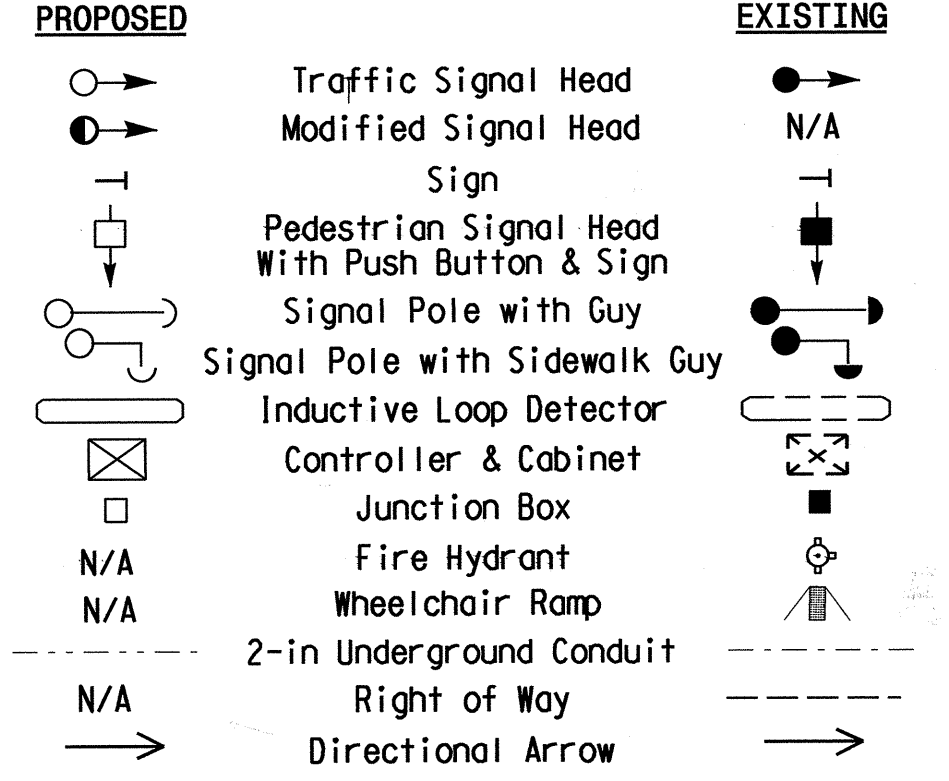 PROPOSED EXISTING
Traffic Signal Head
Modified Signal Head N/A
Sign
Pedestrian Signal Head
With Push Button & Sign
Signal Pole with Guy
Signal Pole with Sidewalk Guy
Inductive Loop Detector
Controller & Cabinet
Junction Box
N/A Fire Hydrant
N/A Wheelchair Ramp
2-in Underground Conduit
N/A Right of Way
Directional Arrow